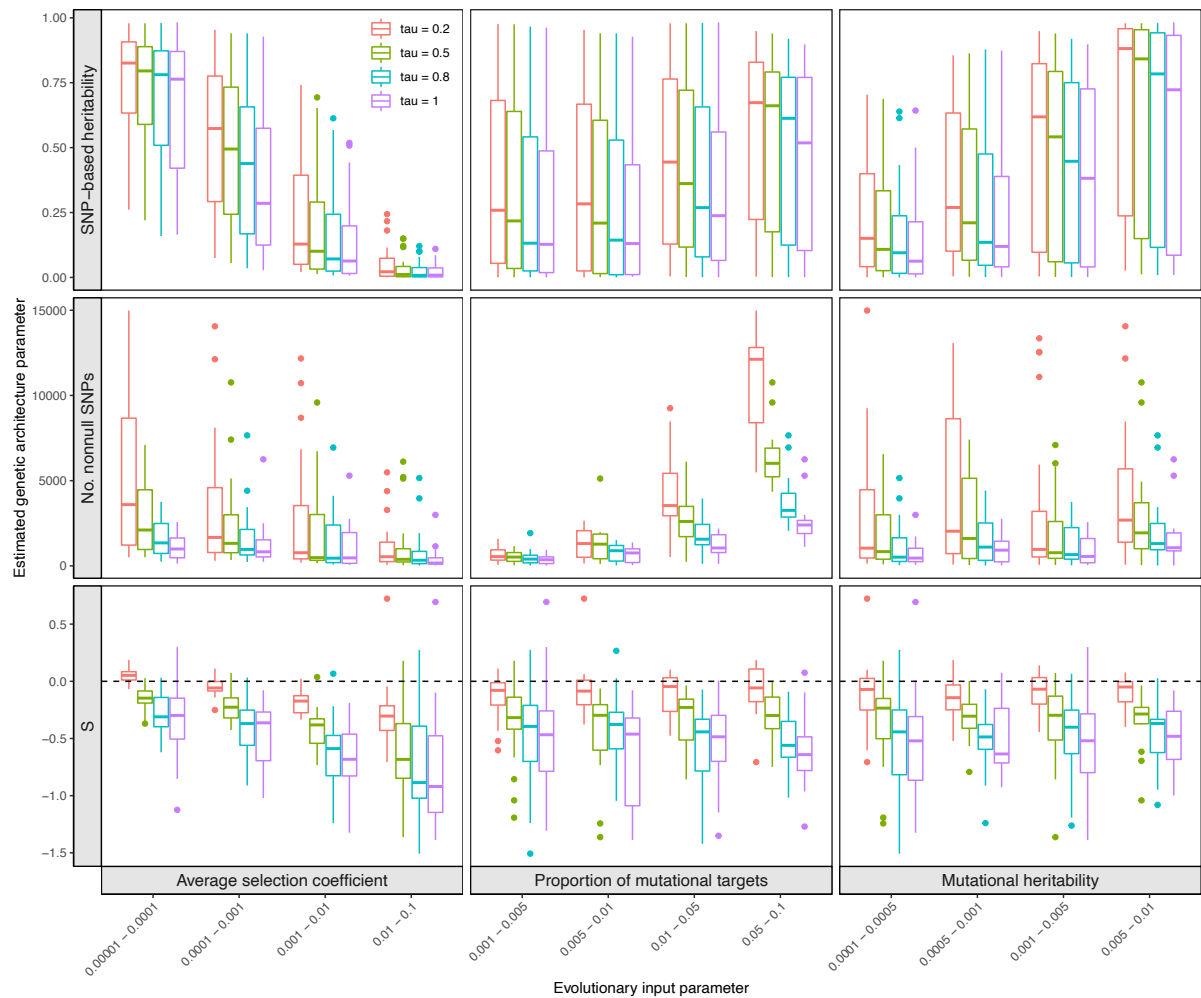 Estimated genetic architecture parameter
SNP−based heritability
1.00
0.75
0.50
0.25
0.00
tau = 0.2
tau = 0.5
tau = 0.8
tau = 1
No. nonnull SNPs
15000
10000
5000
0
S
0.5
0.0
−0.5
−1.0
−1.5
Average selection coefficient
Proportion of mutational targets
Mutational heritability
0.00001 − 0.0001
0.0001 − 0.001
0.001 − 0.01
0.01 − 0.1
0.001 − 0.005
0.005 − 0.01
0.01 − 0.05
0.05 − 0.1
0.0001 − 0.0005
0.0005 − 0.001
0.001 − 0.005
0.005 − 0.01
Evolutionary input parameter